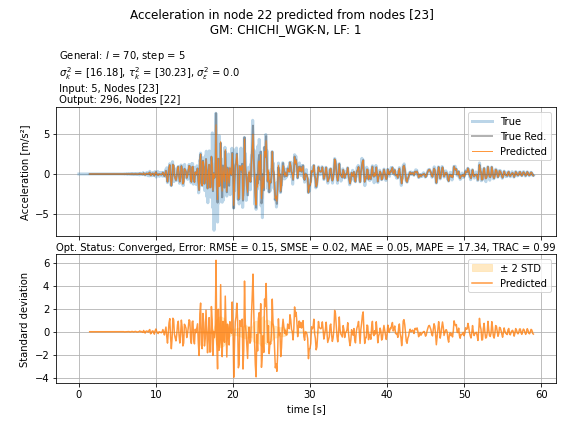 Acceleration in node 22 predicted from nodes [23]
GM: CHICHI_WGK-N, LF: 1
General: l = 70, step = 5
σ²ₖ = [16.18], τ²ₖ = [30.23], σ²ε = 0.0
Input: 5, Nodes [23]
Output: 296, Nodes [22]
Acceleration [m/s²]
5
0
−5
True
True Red.
Predicted
Opt. Status: Converged, Error: RMSE = 0.15, SMSE = 0.02, MAE = 0.05, MAPE = 17.34, TRAC = 0.99
Standard deviation
6
4
2
0
−2
−4
± 2 STD
Predicted
0 10 20 30 40 50 60
time [s]